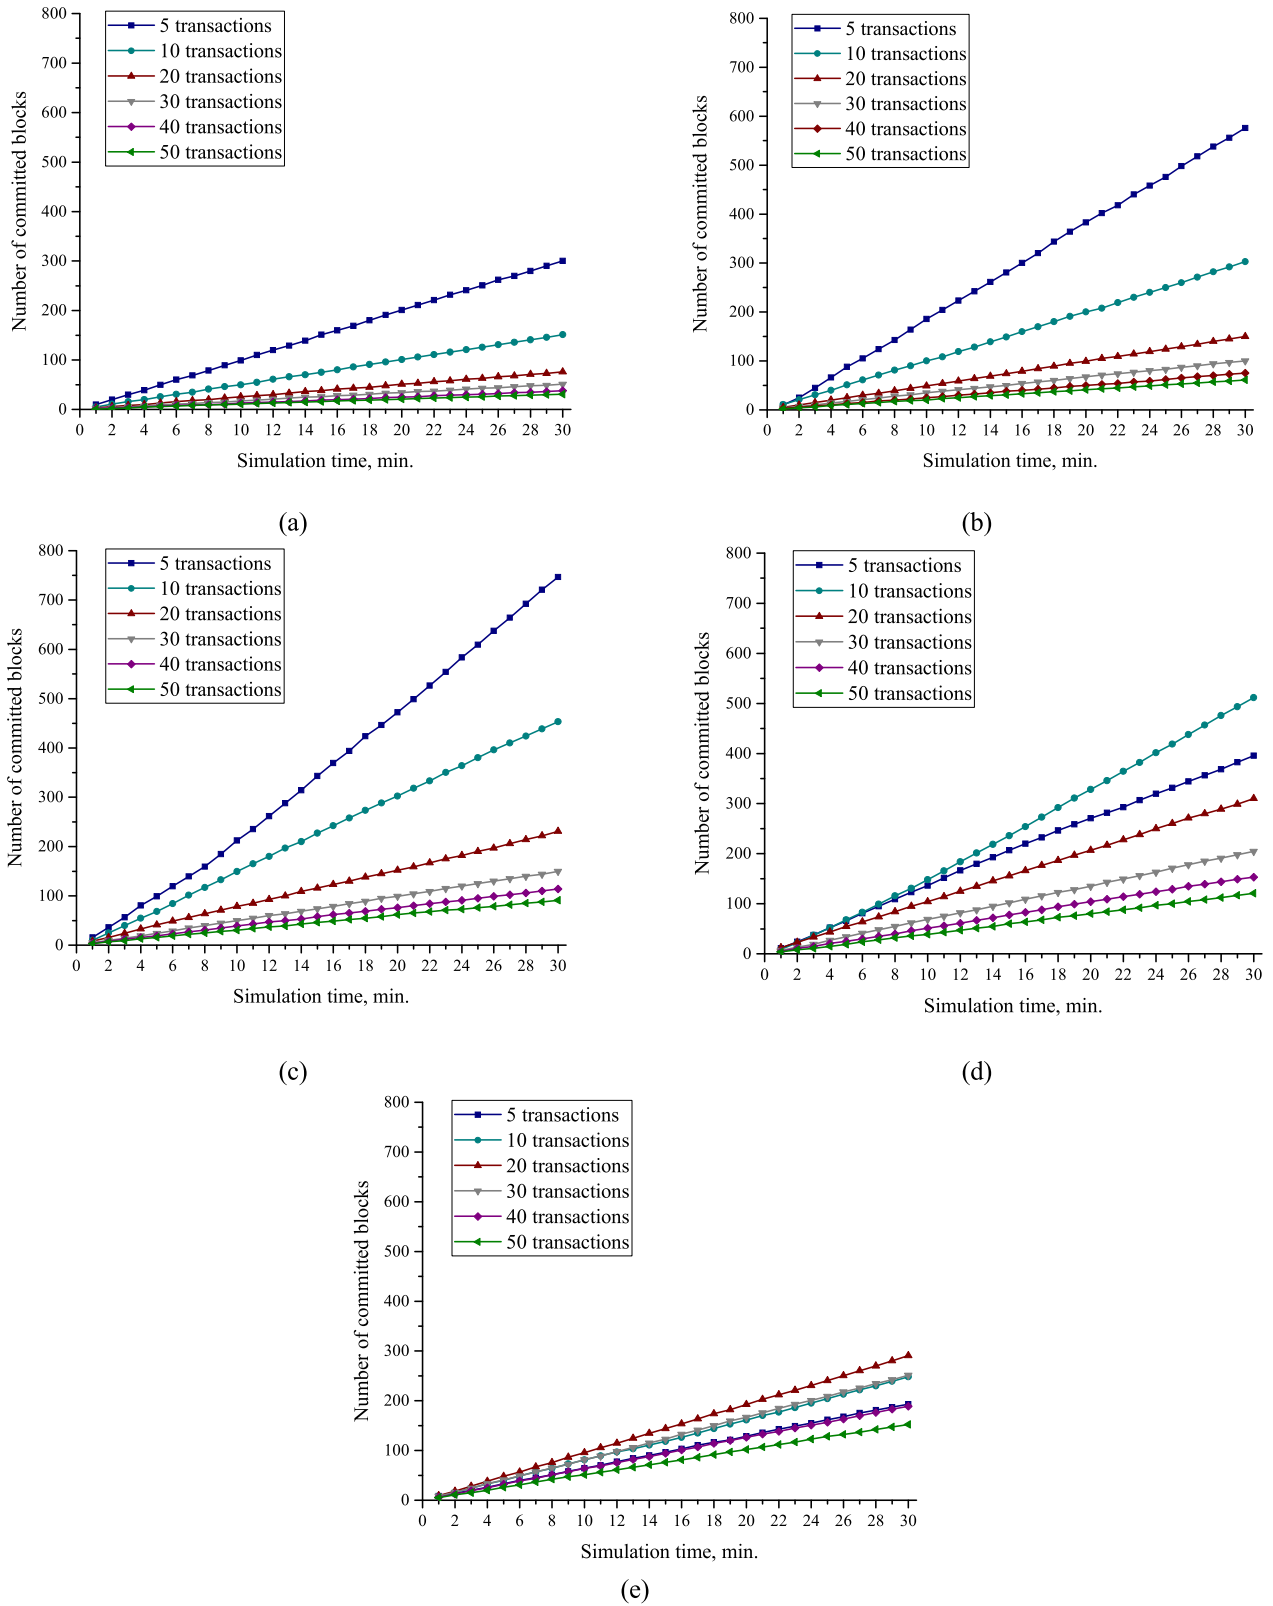 5 transactions
10 transactions
20 transactions
30 transactions
40 transactions
50 transactions
800
700
600
500
400
300
200
100
0
Number of committed blocks
0 2 4 6 8 10 12 14 16 18 20 22 24 26 28 30
Simulation time, min.
(a)
5 transactions
10 transactions
20 transactions
30 transactions
40 transactions
50 transactions
800
700
600
500
400
300
200
100
0
Number of committed blocks
0 2 4 6 8 10 12 14 16 18 20 22 24 26 28 30
Simulation time, min.
(b)
5 transactions
10 transactions
20 transactions
30 transactions
40 transactions
50 transactions
800
700
600
500
400
300
200
100
0
Number of committed blocks
0 2 4 6 8 10 12 14 16 18 20 22 24 26 28 30
Simulation time, min.
(c)
5 transactions
10 transactions
20 transactions
30 transactions
40 transactions
50 transactions
800
700
600
500
400
300
200
100
0
Number of committed blocks
0 2 4 6 8 10 12 14 16 18 20 22 24 26 28 30
Simulation time, min.
(d)
5 transactions
10 transactions
20 transactions
30 transactions
40 transactions
50 transactions
800
700
600
500
400
300
200
100
0
Number of committed blocks
0 2 4 6 8 10 12 14 16 18 20 22 24 26 28 30
Simulation time, min.
(e)